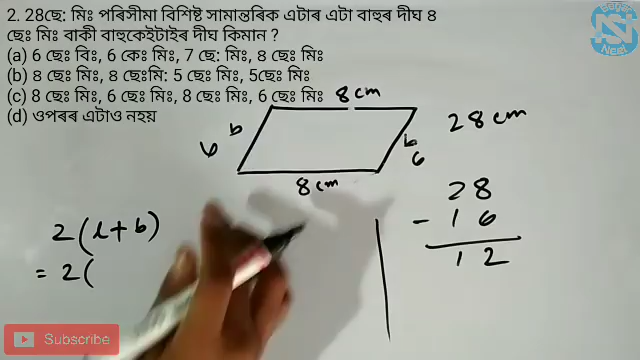 2. 28ছে: মিঃ পৰিসীমা বিশিষ্ট সামান্তৰিক এটাৰ এটা বাহুৰ দীঘ ৪
ছেঃ মিঃ বাকী বাহুকেইটাইৰ দীঘ কিমান ?
(a) 6 ছেঃ বিঃ, 6 কেঃ মিঃ, 7 ছে: মিঃ, ৪ ছেঃ মিঃ
(b) ৪ ছেঃ মিঃ, ৪ ছেঃমি: 5 ছেঃ মিঃ, 5ছেঃ মিঃ
(c) 8 ছেঃ মিঃ, 6 ছেঃ মিঃ, 8 ছেঃ মিঃ, 6 ছেঃ মিঃ
(d) ওপৰৰ এটাও নহয়
8 cm
28 cm
b
6
b
6
8 cm
28
- 16
12
2(l+b)
= 2(
Subscribe
NSI
Negi